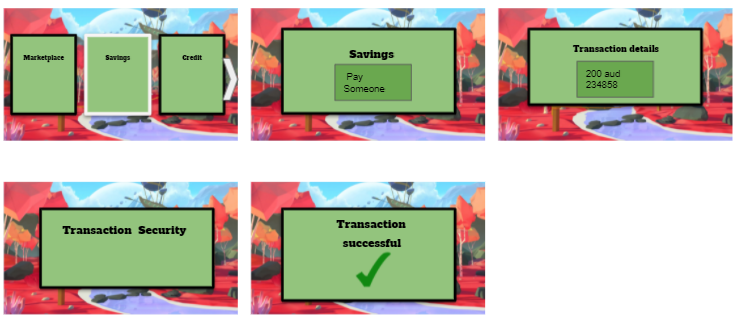 Marketplace
Savings
Credit
Savings
Pay
Someone
Transaction details
200 aud
234858
Transaction Security
Transaction
successful